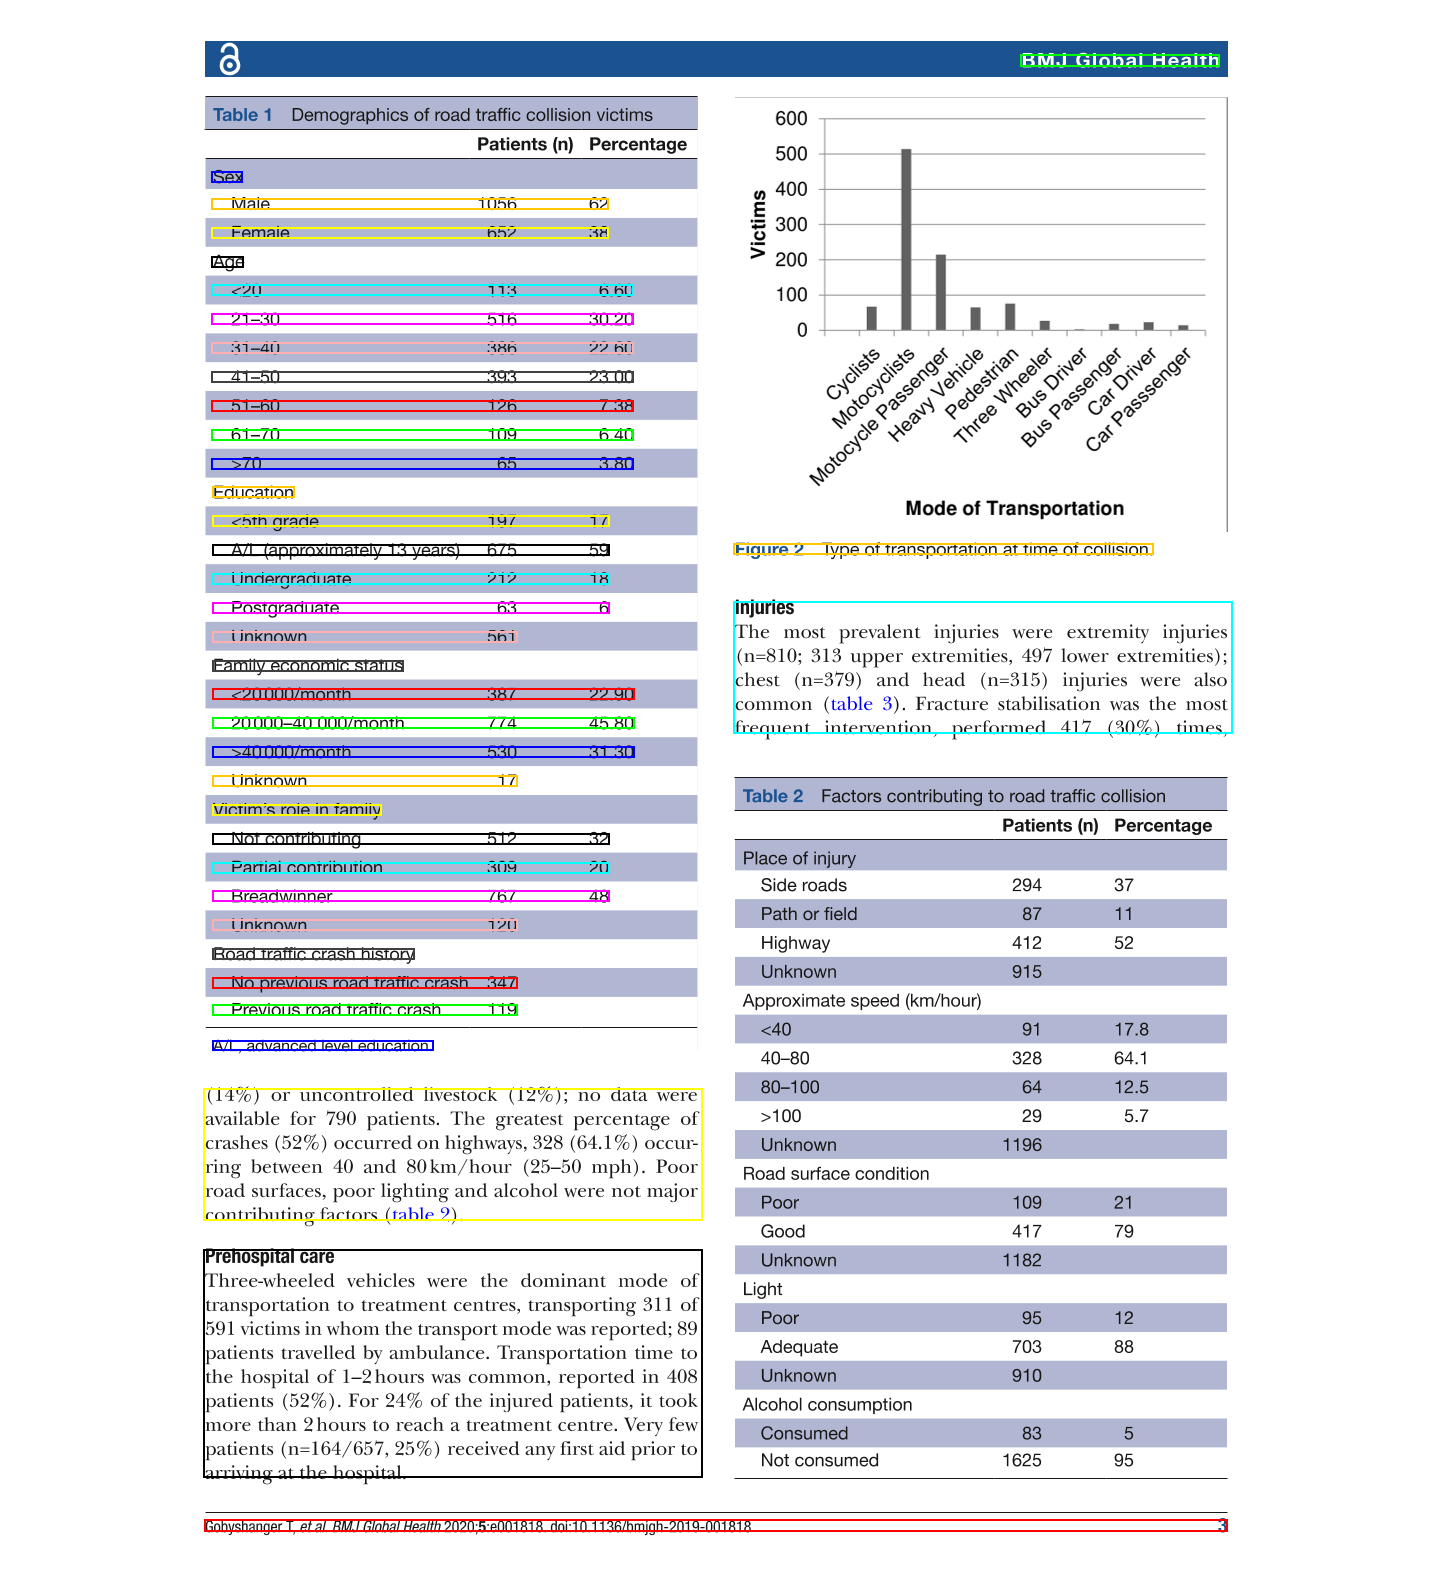 BMJ Global Health
Table 1 Demographics of road traffic collision victims
Patients (n) Percentage
Sex
Male 1056 62
Female 652 38
Age
<20 113 6.60
21–30 516 30.20
31–40 386 22.60
41–50 393 23.00
51–60 126 7.38
61–70 109 6.40
>70 65 3.80
Education
<5th grade 197 17
A/L (approximately 13 years) 675 59
Undergraduate 212 18
Postgraduate 63 6
Unknown 561
Family economic status
<20 000/month 387 22.90
20 000–40 000/month 774 45.80
>40 000/month 530 31.30
Unknown 17
Victim's role in family
Not contributing 512 32
Partial contribution 309 20
Breadwinner 767 48
Unknown 120
Road traffic crash history
No previous road traffic crash 347
Previous road traffic crash 119
A/L, advanced level education.
(14%) or uncontrolled livestock (12%); no data were
available for 790 patients. The greatest percentage of
crashes (52%) occurred on highways, 328 (64.1%) occur-
ring between 40 and 80 km/hour (25–50 mph). Poor
road surfaces, poor lighting and alcohol were not major
contributing factors (table 2).
Prehospital care
Three-wheeled vehicles were the dominant mode of
transportation to treatment centres, transporting 311 of
591 victims in whom the transport mode was reported; 89
patients travelled by ambulance. Transportation time to
the hospital of 1–2 hours was common, reported in 408
patients (52%). For 24% of the injured patients, it took
more than 2 hours to reach a treatment centre. Very few
patients (n=164/657, 25%) received any first aid prior to
arriving at the hospital.
600
500
400
300
200
100
0
Victims
Cyclists
Motocyclists
Motocycle Passenger
Heavy Vehicle
Pedestrian
Three Wheeler
Bus Driver
Bus Passenger
Car Driver
Car Passsenger
Mode of Transportation
Figure 2 Type of transportation at time of collision.
Injuries
The most prevalent injuries were extremity injuries
(n=810; 313 upper extremities, 497 lower extremities);
chest (n=379) and head (n=315) injuries were also
common (table 3). Fracture stabilisation was the most
frequent intervention, performed 417 (30%) times,
Table 2 Factors contributing to road traffic collision
Patients (n) Percentage
Place of injury
Side roads 294 37
Path or field 87 11
Highway 412 52
Unknown 915
Approximate speed (km/hour)
<40 91 17.8
40–80 328 64.1
80–100 64 12.5
>100 29 5.7
Unknown 1196
Road surface condition
Poor 109 21
Good 417 79
Unknown 1182
Light
Poor 95 12
Adequate 703 88
Unknown 910
Alcohol consumption
Consumed 83 5
Not consumed 1625 95
Gobyshanger T, et al. BMJ Global Health 2020;5:e001818. doi:10.1136/bmjgh-2019-001818
3